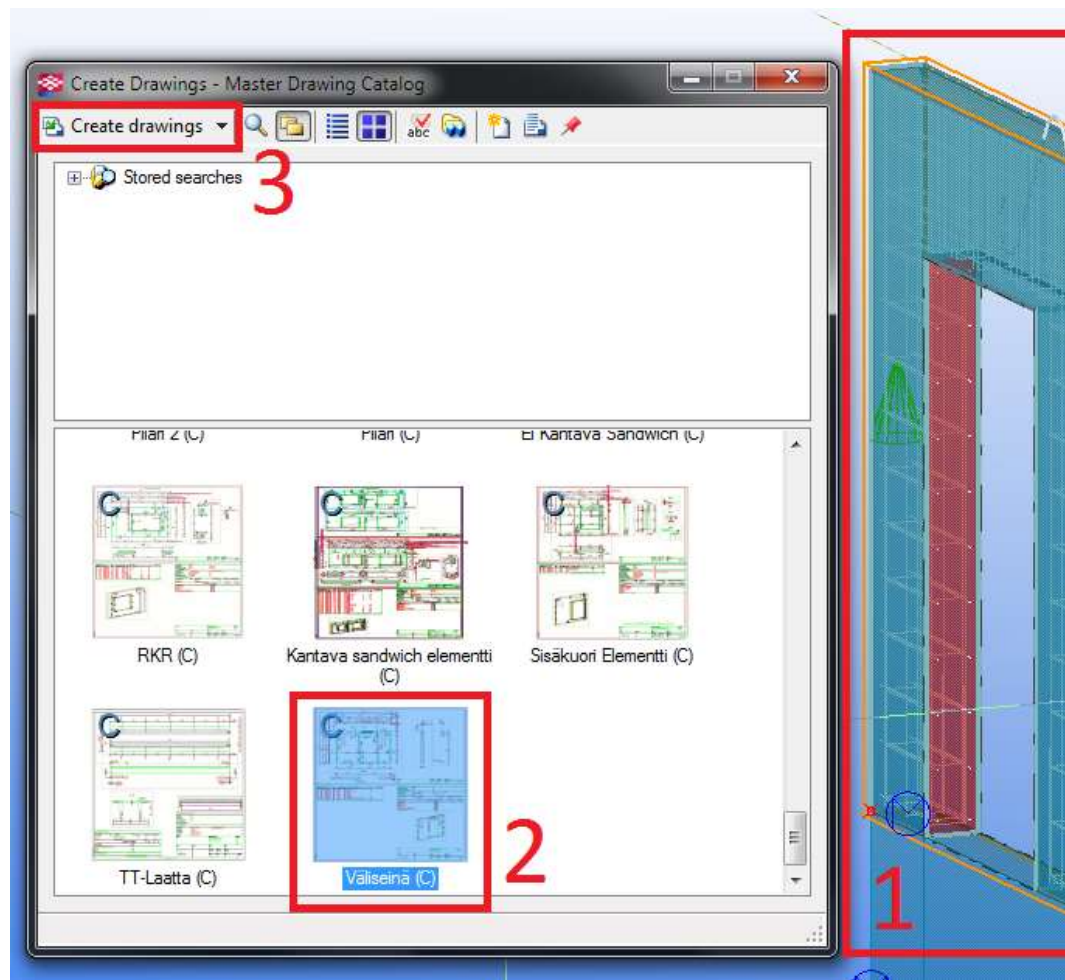 Create Drawings - Master Drawing Catalog
Create drawings
abc
Stored searches
3
Pilari 2 (C)
Pilari (C)
Ei Kantava Sandwich (C)
C
C
C
RKR (C)
Kantava sandwich elementti
(C)
Sisäkuori Elementti (C)
C
C
TT-Laatta (C)
Väliseinä (C)
2
1